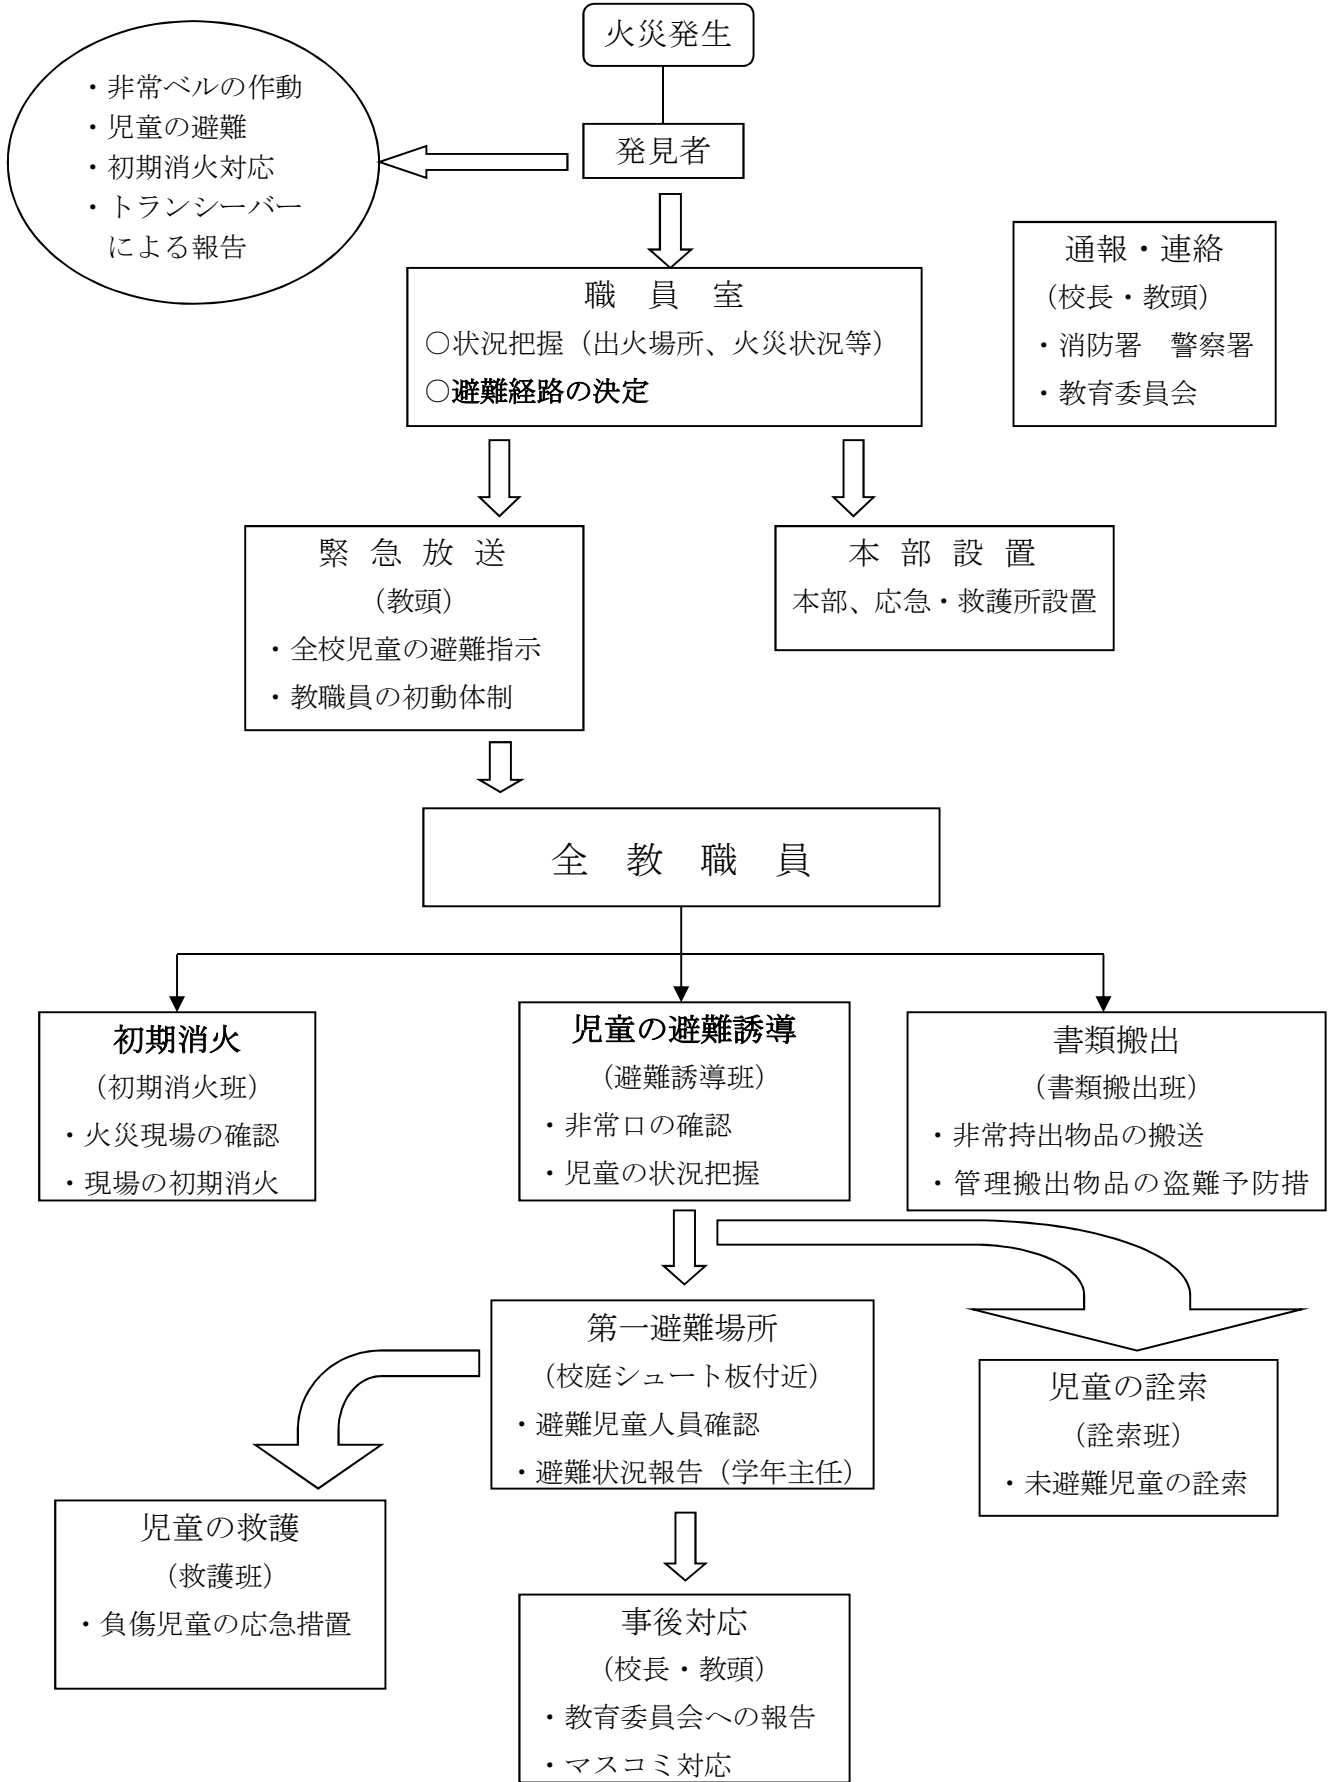 火災発生
・非常ベルの作動
・児童の避難
・初期消火対応
・トランシーバー
による報告
発見者
職　員　室
○状況把握（出火場所、火災状況等）
○避難経路の決定
通報・連絡
（校長・教頭）
・消防署　警察署
・教育委員会
緊 急 放 送
（教頭）
・全校児童の避難指示
・教職員の初動体制
本 部 設 置
本部、応急・救護所設置
全　教　職　員
初期消火
（初期消火班）
・火災現場の確認
・現場の初期消火
児童の避難誘導
（避難誘導班）
・非常口の確認
・児童の状況把握
書類搬出
（書類搬出班）
・非常持出物品の搬送
・管理搬出物品の盗難予防措
第一避難場所
（校庭シュート板付近）
・避難児童人員確認
・避難状況報告（学年主任）
児童の詮索
（詮索班）
・未避難児童の詮索
児童の救護
（救護班）
・負傷児童の応急措置
事後対応
（校長・教頭）
・教育委員会への報告
・マスコミ対応